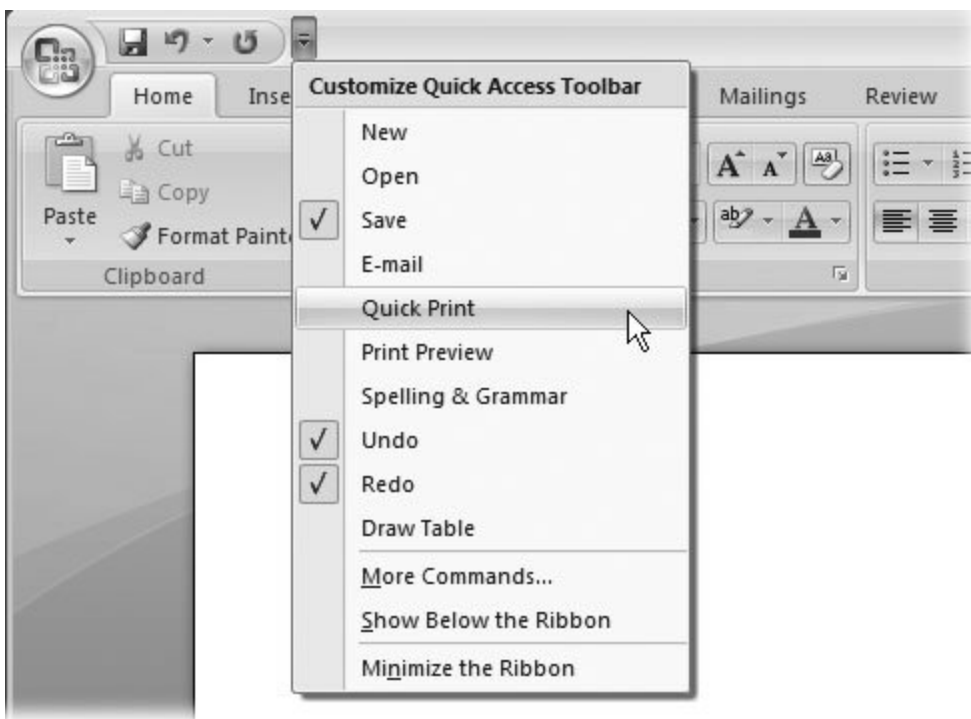 Customize Quick Access Toolbar
Home Inse Mailings Review
New
Cut
Open
Copy
Save
Paste
Format Painte
E-mail
Clipboard
Quick Print
Print Preview
Spelling & Grammar
Undo
Redo
Draw Table
More Commands...
Show Below the Ribbon
Minimize the Ribbon